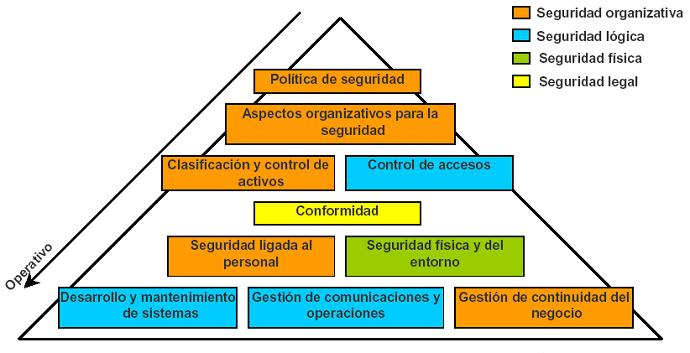 Seguridad organizativa
Seguridad lógica
Seguridad física
Seguridad legal
Política de seguridad
Aspectos organizativos para la
seguridad
Clasificación y control de
activos
Control de accesos
Conformidad
Seguridad ligada al
personal
Seguridad física y del
entorno
Operativo
Desarrollo y mantenimiento
de sistemas
Gestión de comunicaciones y
operaciones
Gestión de continuidad del
negocio